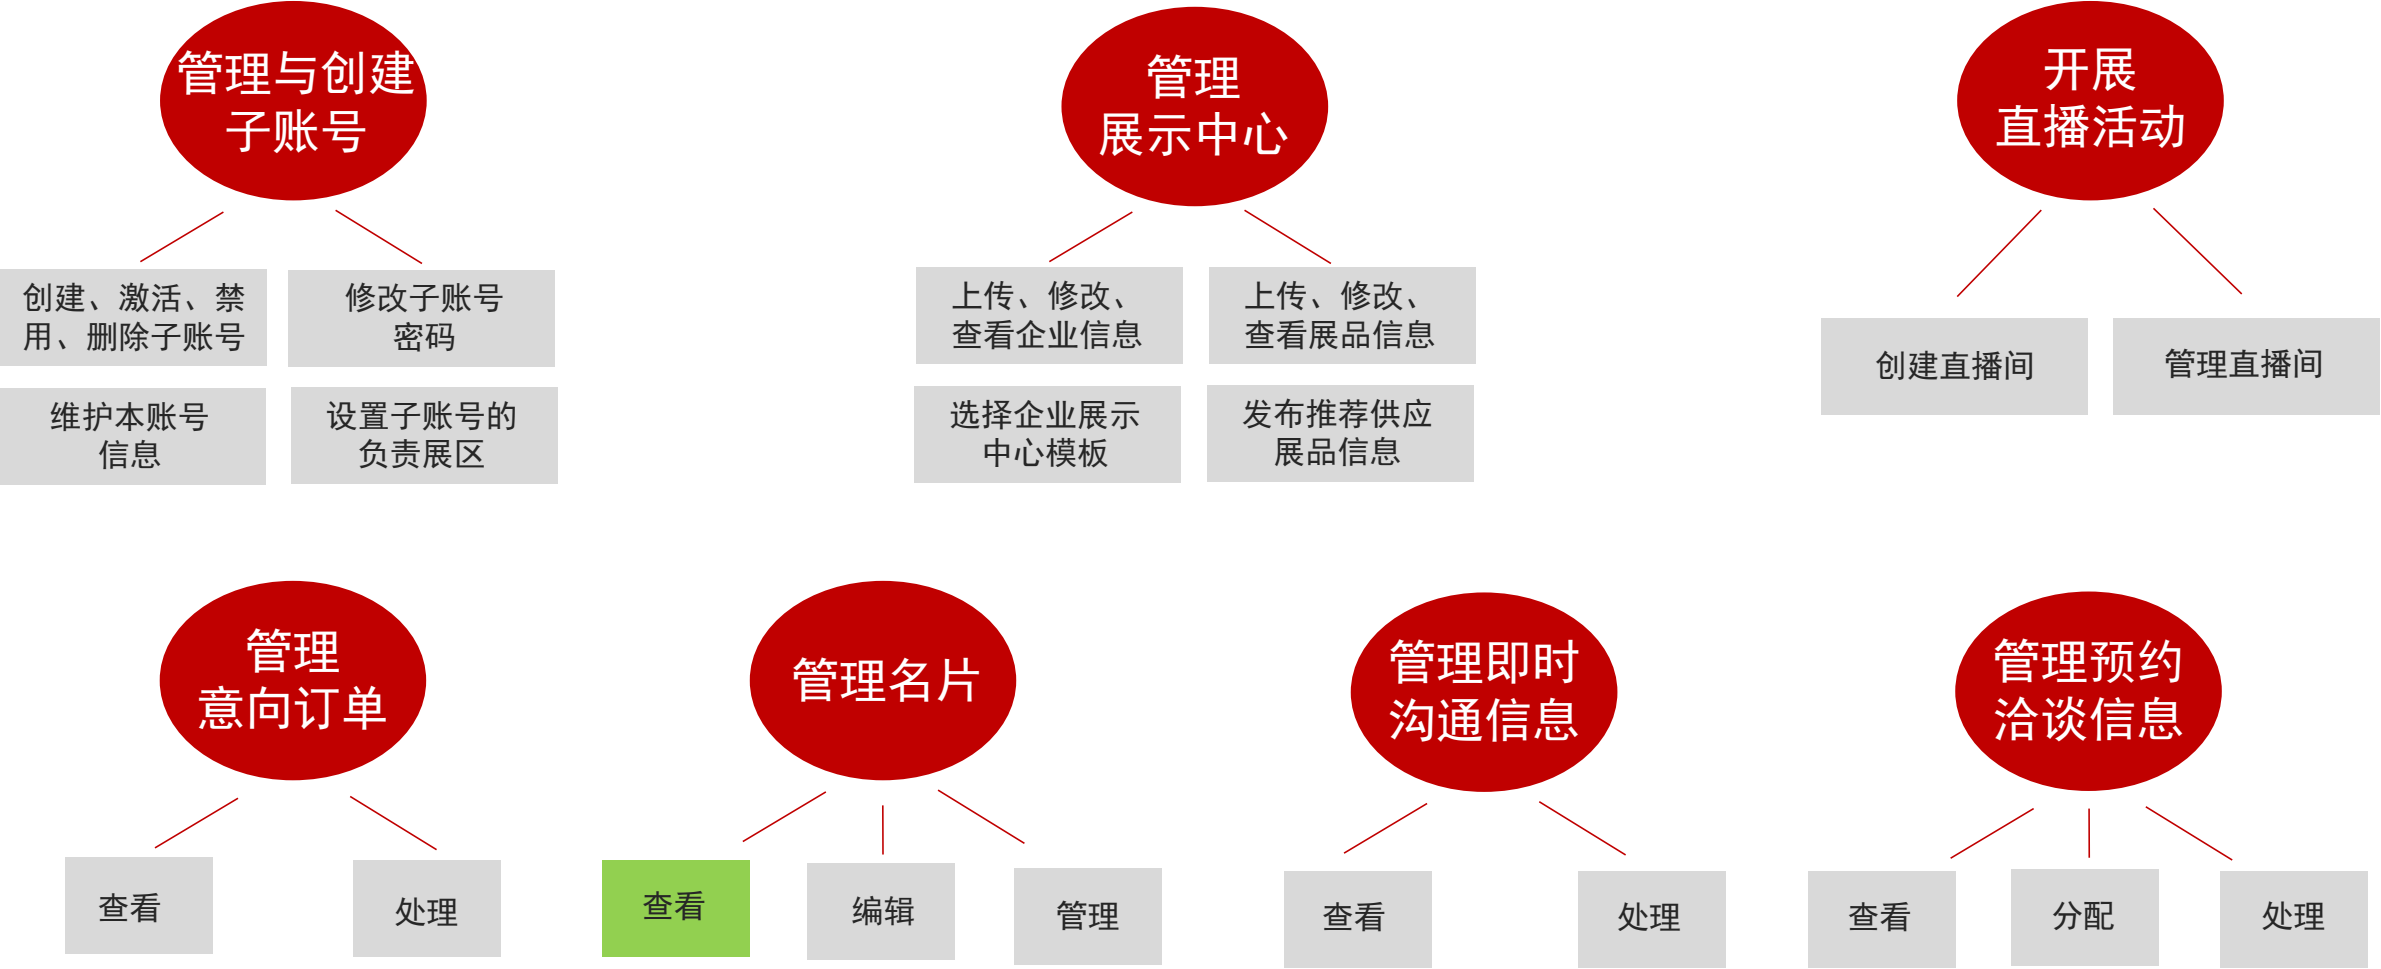 管理与创建
子账号
管理
展示中心
开展
直播活动
创建、激活、禁
用、删除子账号
修改子账号
密码
维护本账号
信息
设置子账号的
负责展区
上传、修改、
查看企业信息
上传、修改、
查看展品信息
选择企业展示
中心模板
发布推荐供应
展品信息
创建直播间
管理直播间
管理
意向订单
管理名片
管理即时
沟通信息
管理预约
洽谈信息
查看
处理
查看
编辑
管理
查看
处理
查看
分配
处理